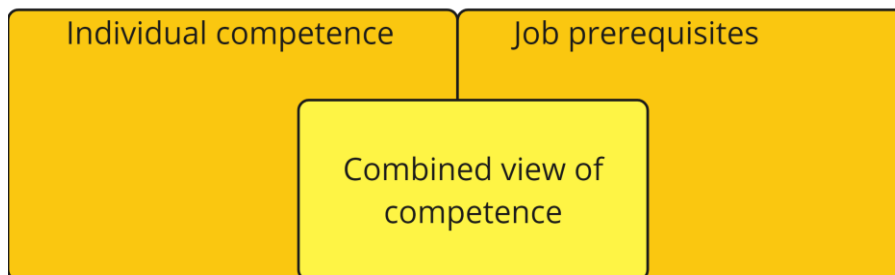 Individual competence
Job prerequisites
Combined view of
competence